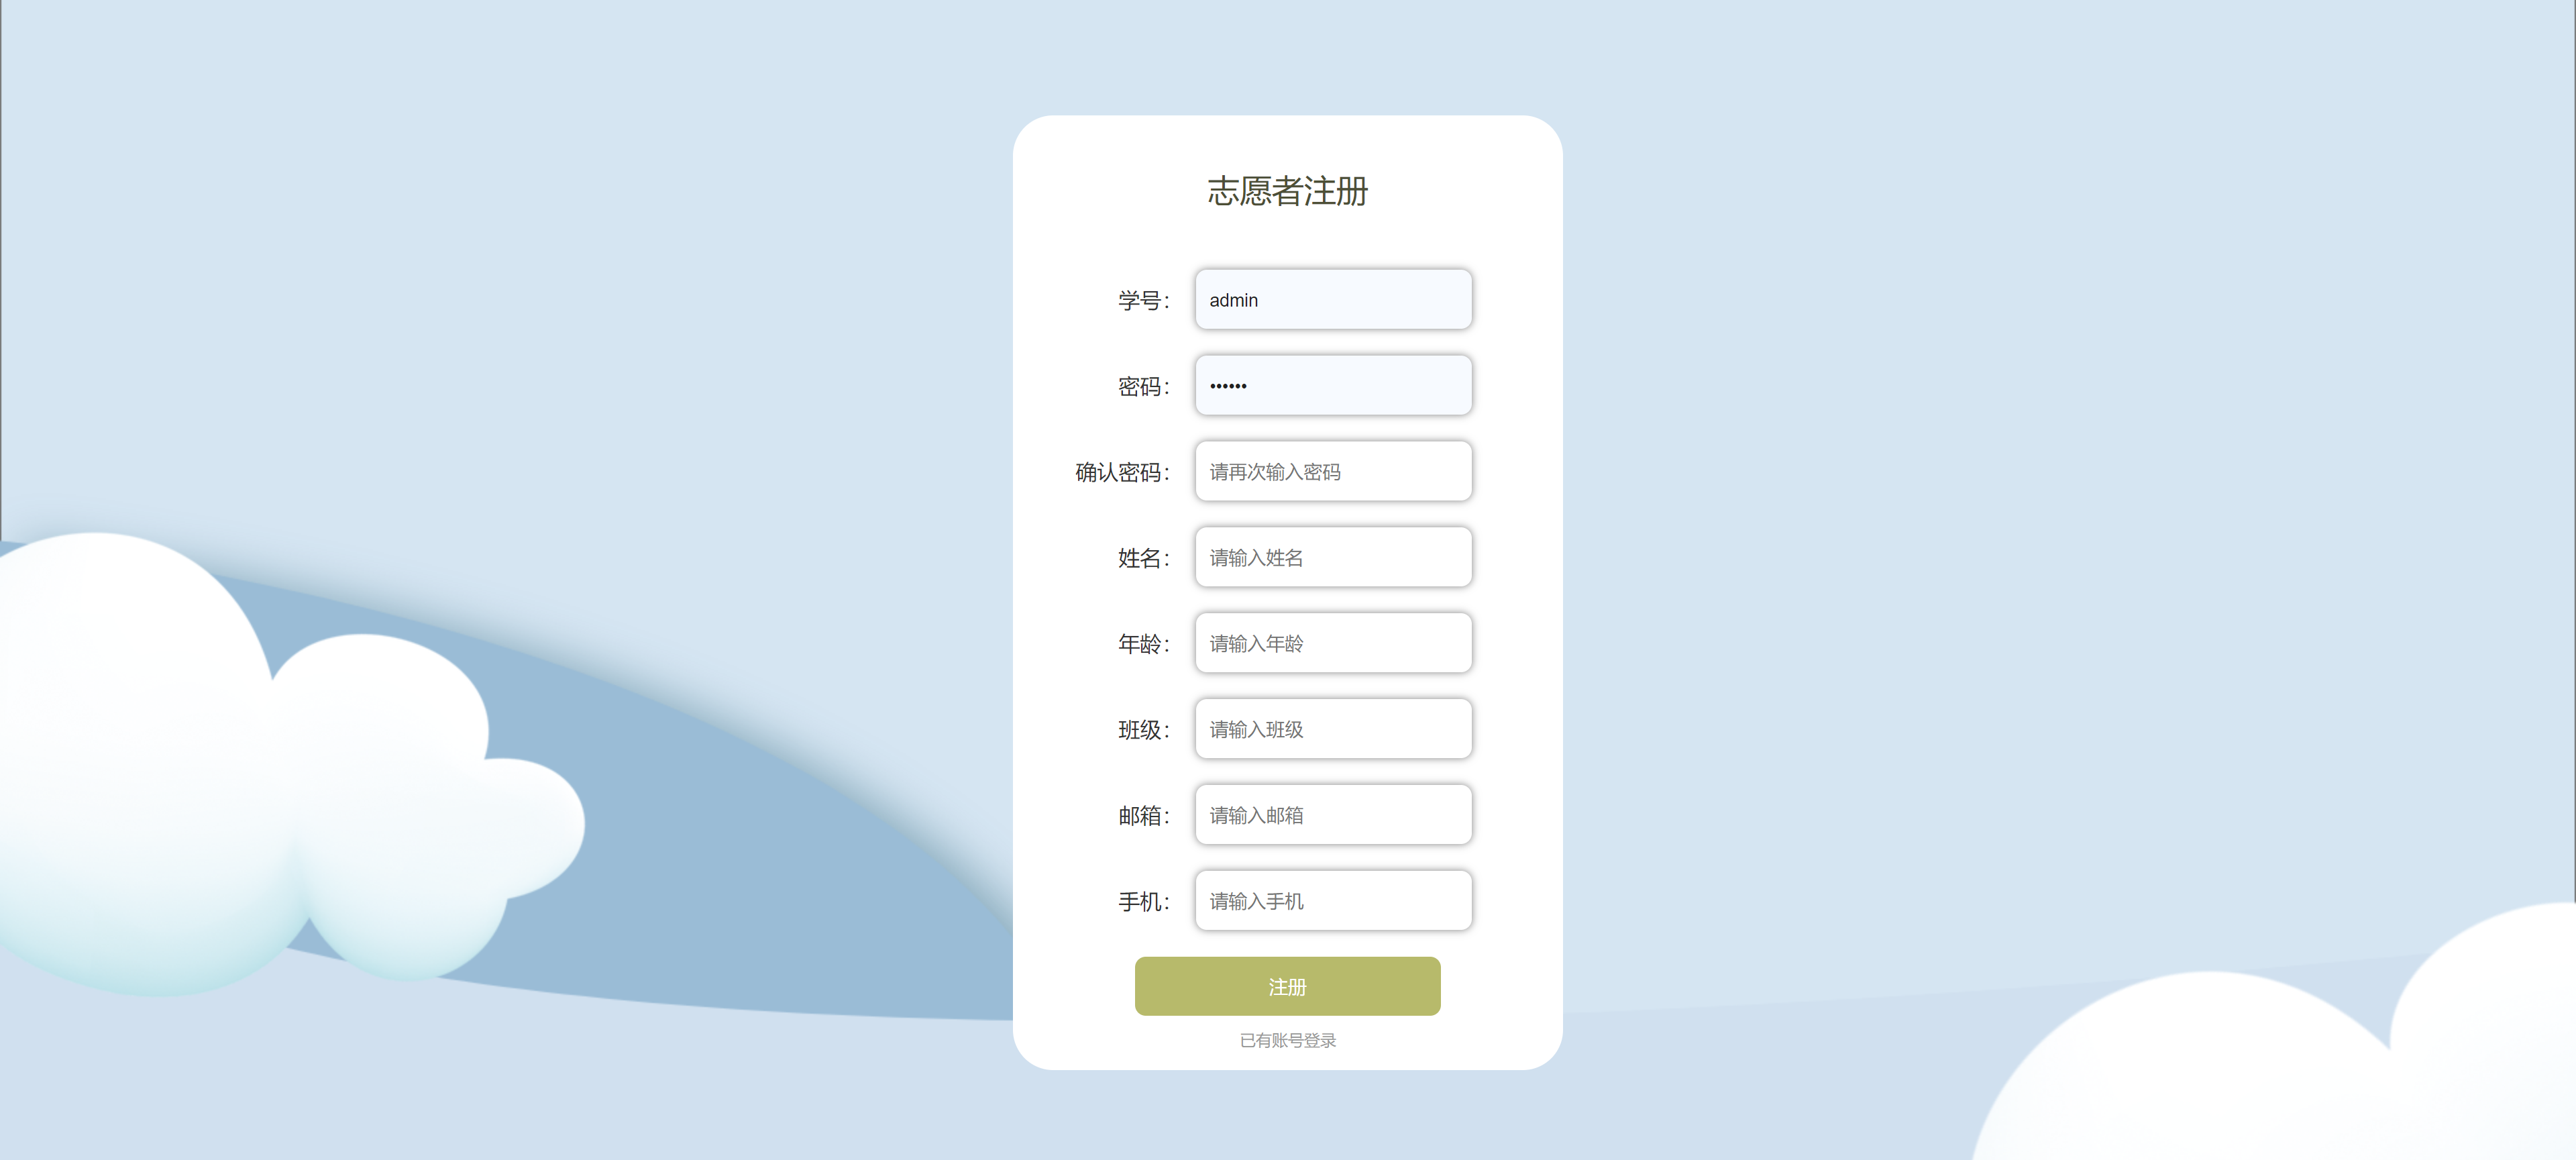 志愿者注册
学号： admin
密码： ••••••
确认密码： 请再次输入密码
姓名： 请输入姓名
年龄： 请输入年龄
班级： 请输入班级
邮箱： 请输入邮箱
手机： 请输入手机
注册
已有账号登录